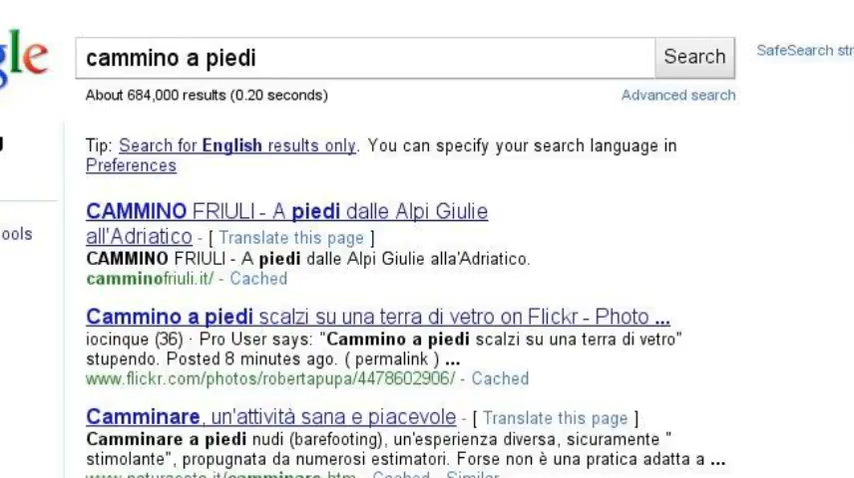 gle
cammino a piedi
Search
SafeSearch str
About 684,000 results (0.20 seconds)
Advanced search
Tip: Search for English results only. You can specify your search language in
Preferences
ools
CAMMINO FRIULI - A piedi dalle Alpi Giulie
all'Adriatico - [ Translate this page ]
CAMMINO FRIULI - A piedi dalle Alpi Giulie alla'Adriatico.
camminofriuli.it/ - Cached
Cammino a piedi scalzi su una terra di vetro on Flickr - Photo ...
iocinque (36) · Pro User says: "Cammino a piedi scalzi su una terra di vetro"
stupendo. Posted 8 minutes ago. ( permalink ) ...
www.flickr.com/photos/robertapupa/4478602906/ - Cached
Camminare, un'attività sana e piacevole - [ Translate this page ]
Camminare a piedi nudi (barefooting), un'esperienza diversa, sicuramente "
stimolante", propugnata da numerosi estimatori. Forse non è una pratica adatta a ...